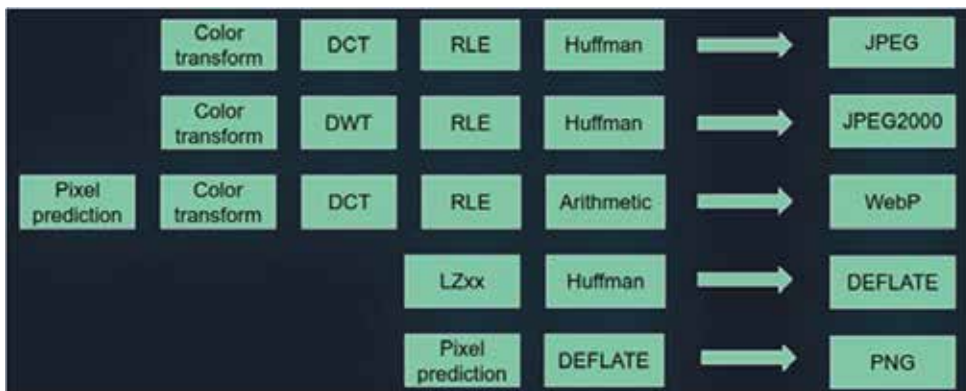 Color transform DCT RLE Huffman JPEG
Color transform DWT RLE Huffman JPEG2000
Pixel prediction Color transform DCT RLE Arithmetic WebP
LZxx Huffman DEFLATE
Pixel prediction DEFLATE PNG